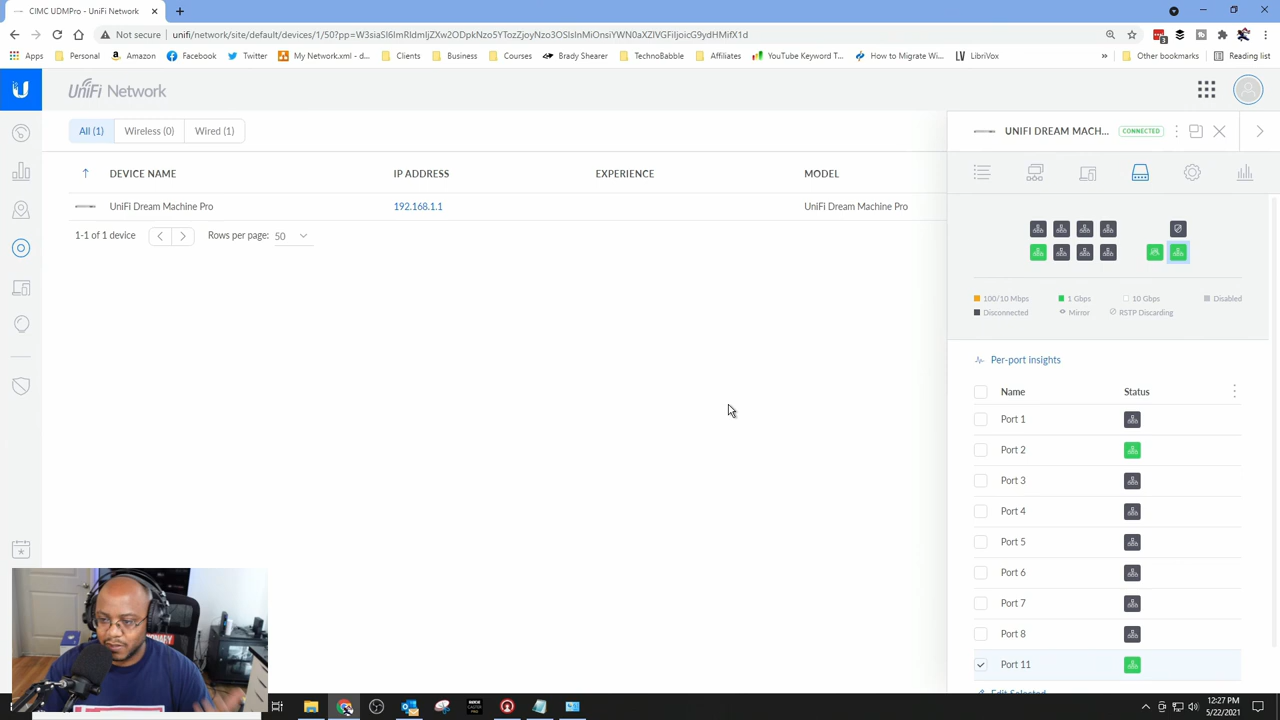 CIMC UDMPro - UniFi Network
Not secure | unifi/network/site/default/devices/1/50?pp=W3siaSI6ImRldmljZXw2ODpkNzo5YTozZjoyNzo3OSIsInMiOnsiYWN0aXZlVGFiIjoicG9ydHMifX1d
Apps Personal Amazon Facebook Twitter My Network.xml - d... Clients Business Courses Brady Shearer TechnoBabble YouTube Keyword T... Affiliates How to Migrate Wi... LibriVox » Other bookmarks Reading list
U UniFi Network
All (1) Wireless (0) Wired (1)
UNIFI DREAM MACH... CONNECTED
DEVICE NAME IP ADDRESS EXPERIENCE MODEL
UniFi Dream Machine Pro 192.168.1.1 UniFi Dream Machine Pro
1-1 of 1 device Rows per page: 50
100/10 Mbps 1 Gbps 10 Gbps Disabled
Disconnected Mirror RSTP Discarding
Per-port insights
Name Status
Port 1
Port 2
Port 3
Port 4
Port 5
Port 6
Port 7
Port 8
Port 11
Edit Selected
12:27 PM
5/22/2021